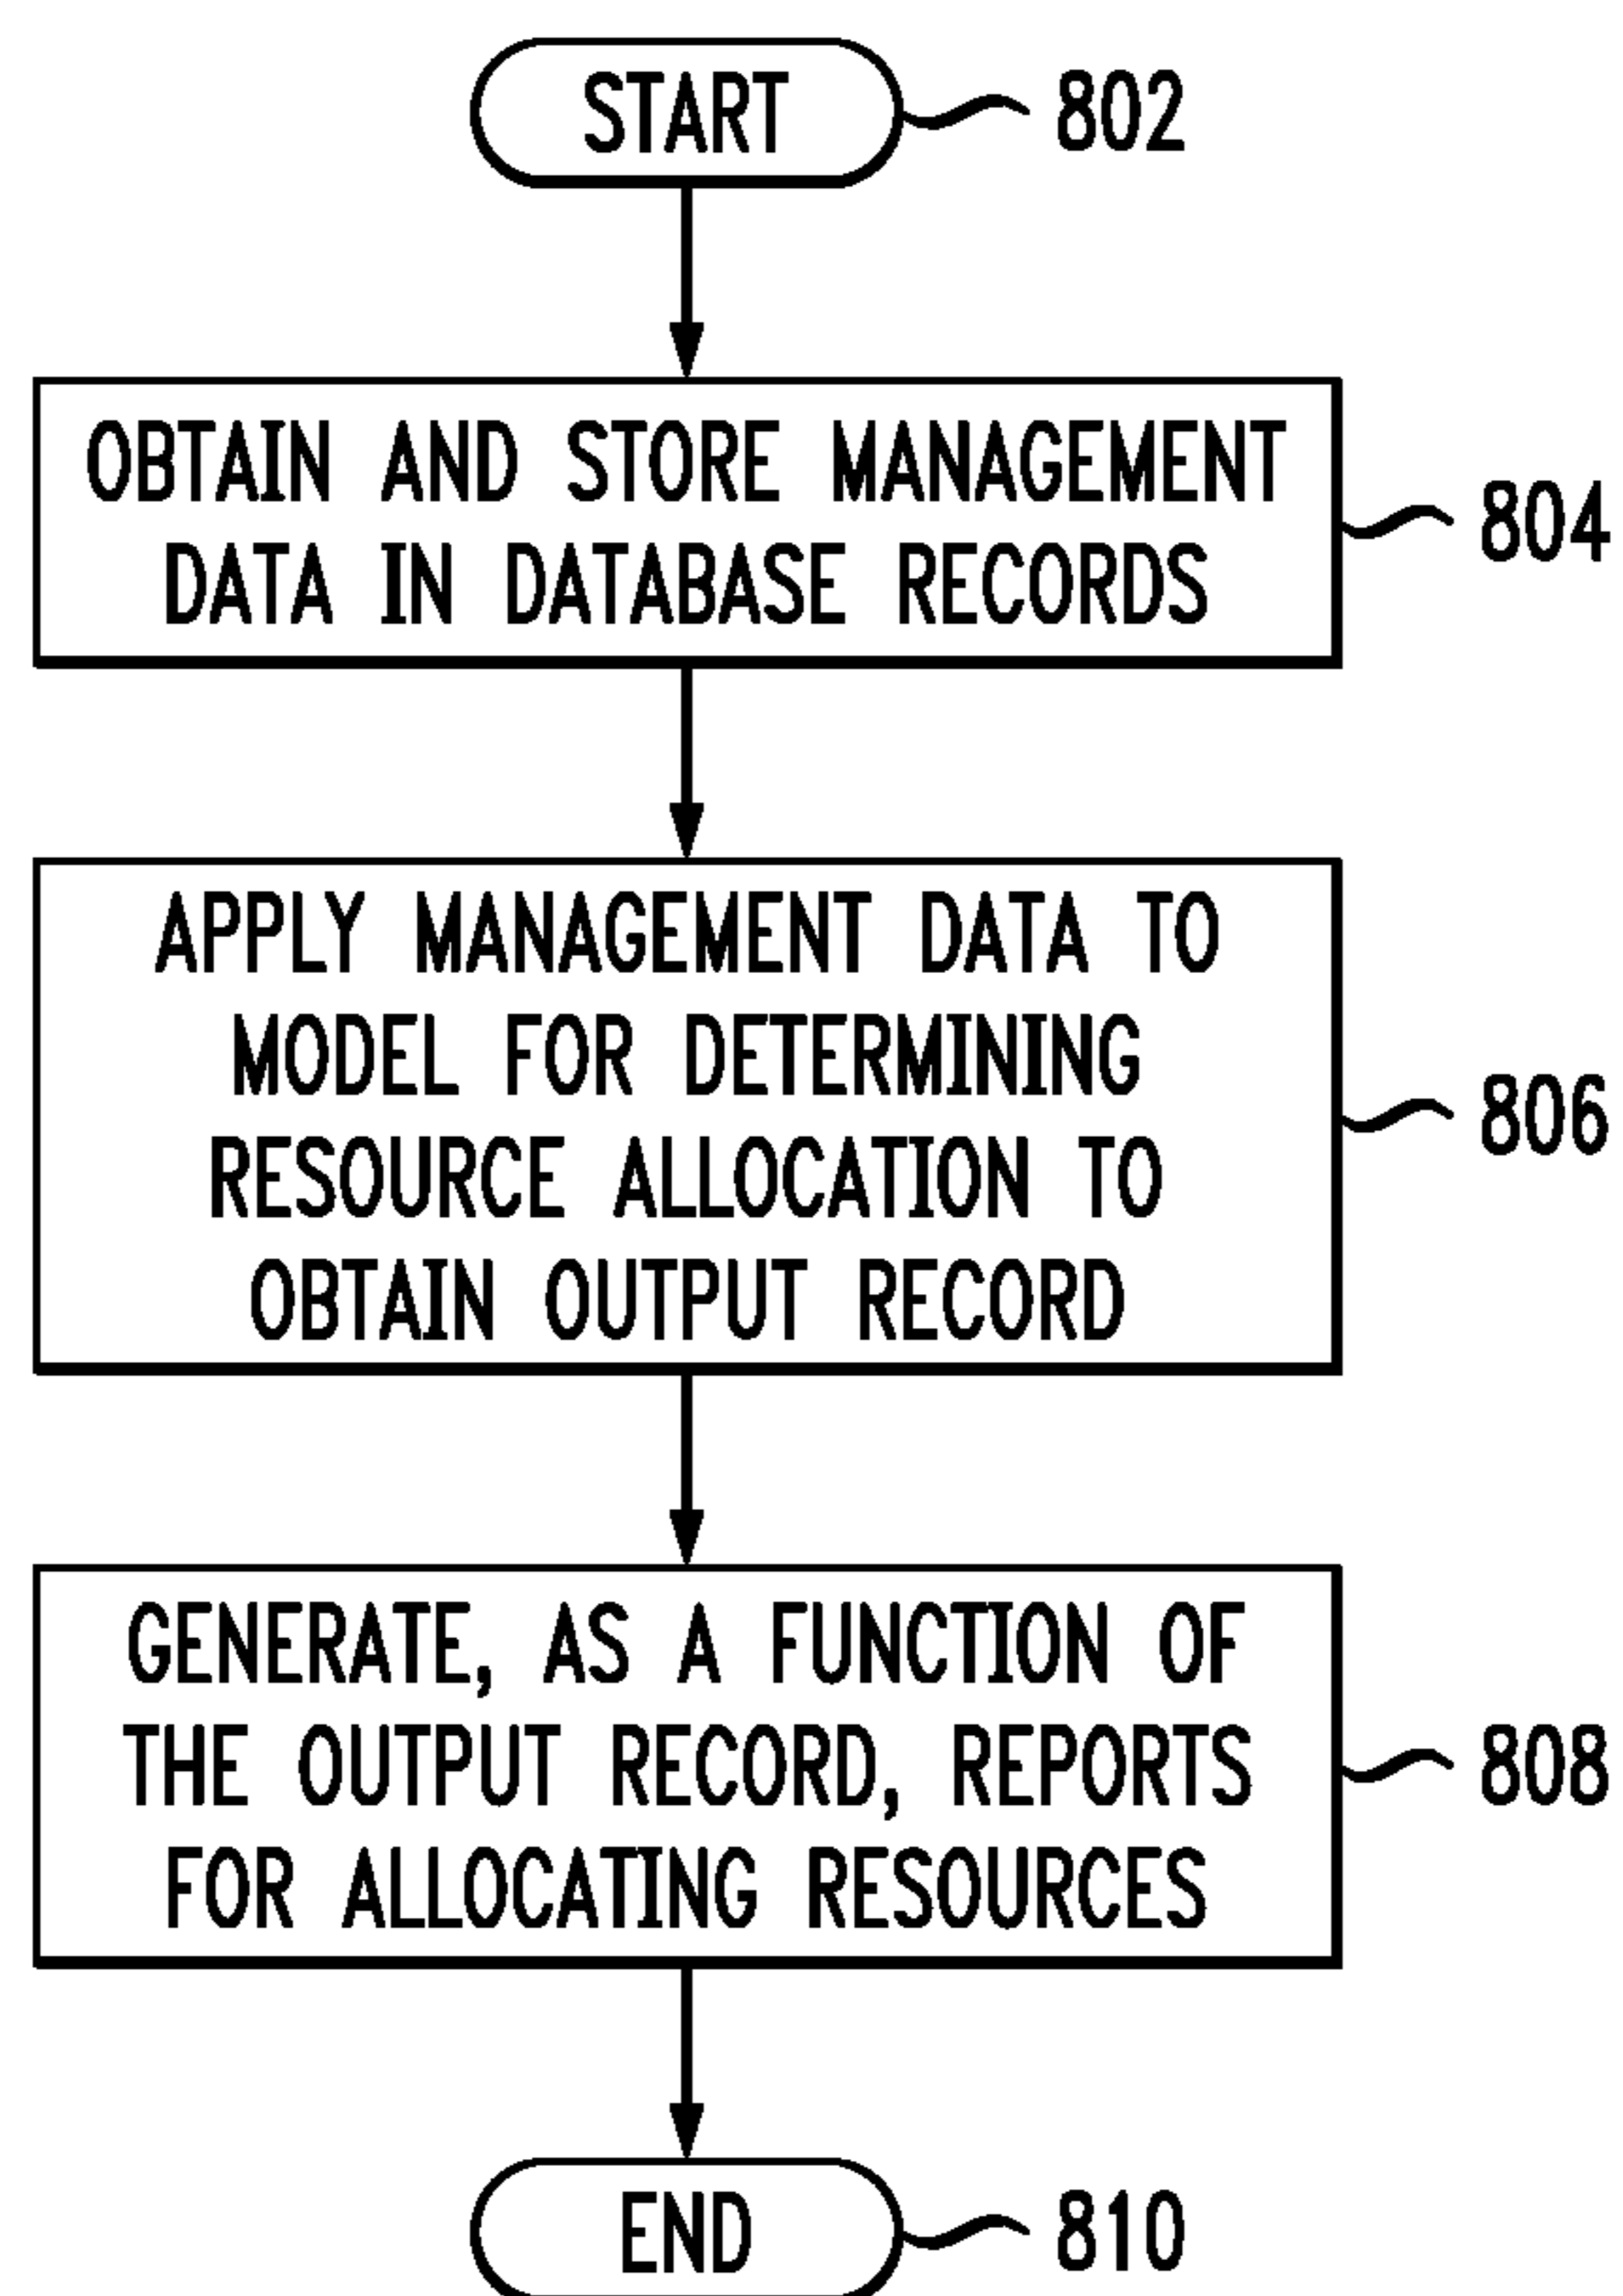 START
802
OBTAIN AND STORE MANAGEMENT
DATA IN DATABASE RECORDS
804
APPLY MANAGEMENT DATA TO
MODEL FOR DETERMINING
RESOURCE ALLOCATION TO
OBTAIN OUTPUT RECORD
806
GENERATE, AS A FUNCTION OF
THE OUTPUT RECORD, REPORTS
FOR ALLOCATING RESOURCES
808
END
810